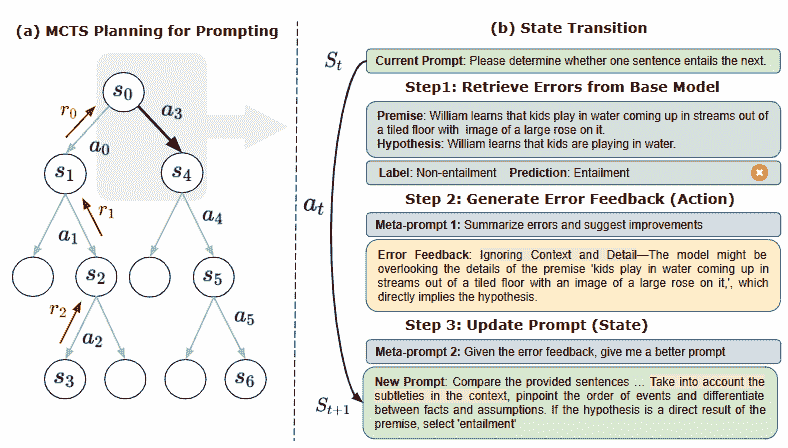 (a) MCTS Planning for Prompting
s0
r0
a3
a0
s1
s4
r1
a1
a4
s2
s5
r2
a2
a5
s3
s6
(b) State Transition
St
Current Prompt: Please determine whether one sentence entails the next.
Step1: Retrieve Errors from Base Model
Premise: William learns that kids play in water coming up in streams out of
a tiled floor with image of a large rose on it.
Hypothesis: William learns that kids are playing in water.
Label: Non-entailment Prediction: Entailment
at
Step 2: Generate Error Feedback (Action)
Meta-prompt 1: Summarize errors and suggest improvements
Error Feedback: Ignoring Context and Detail—The model might be
overlooking the details of the premise 'kids play in water coming up in
streams out of a tiled floor with an image of a large rose on it,', which
directly implies the hypothesis.
Step 3: Update Prompt (State)
Meta-prompt 2: Given the error feedback, give me a better prompt
St+1
New Prompt: Compare the provided sentences ... Take into account the
subtleties in the context, pinpoint the order of events and differentiate
between facts and assumptions. If the hypothesis is a direct result of the
premise, select 'entailment'